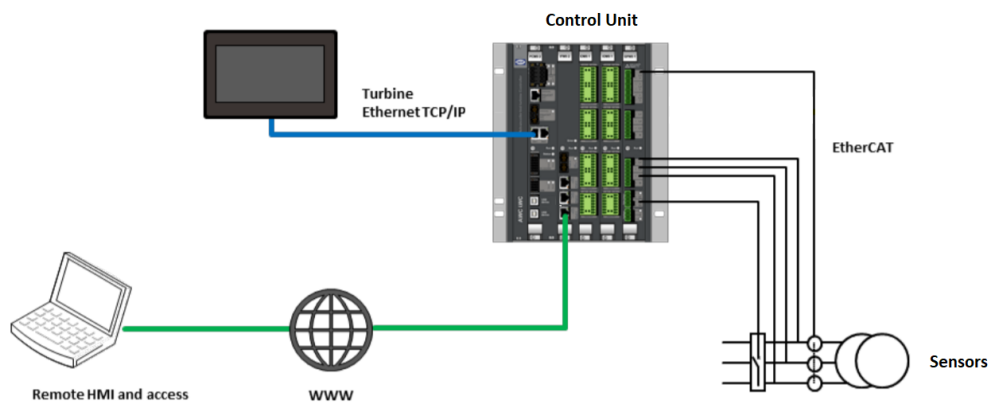 Control Unit
Turbine
Ethernet TCP/IP
EtherCAT
Sensors
Remote HMI and access
WWW